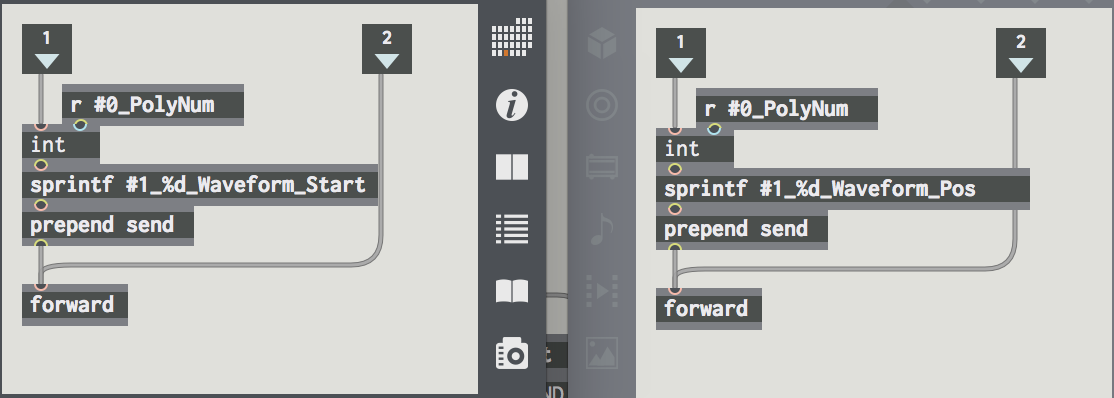 1
2
r #0_PolyNum
int
sprintf #1_%d_Waveform_Start
prepend send
forward
i
t
ND
1
2
r #0_PolyNum
int
sprintf #1_%d_Waveform_Pos
prepend send
forward